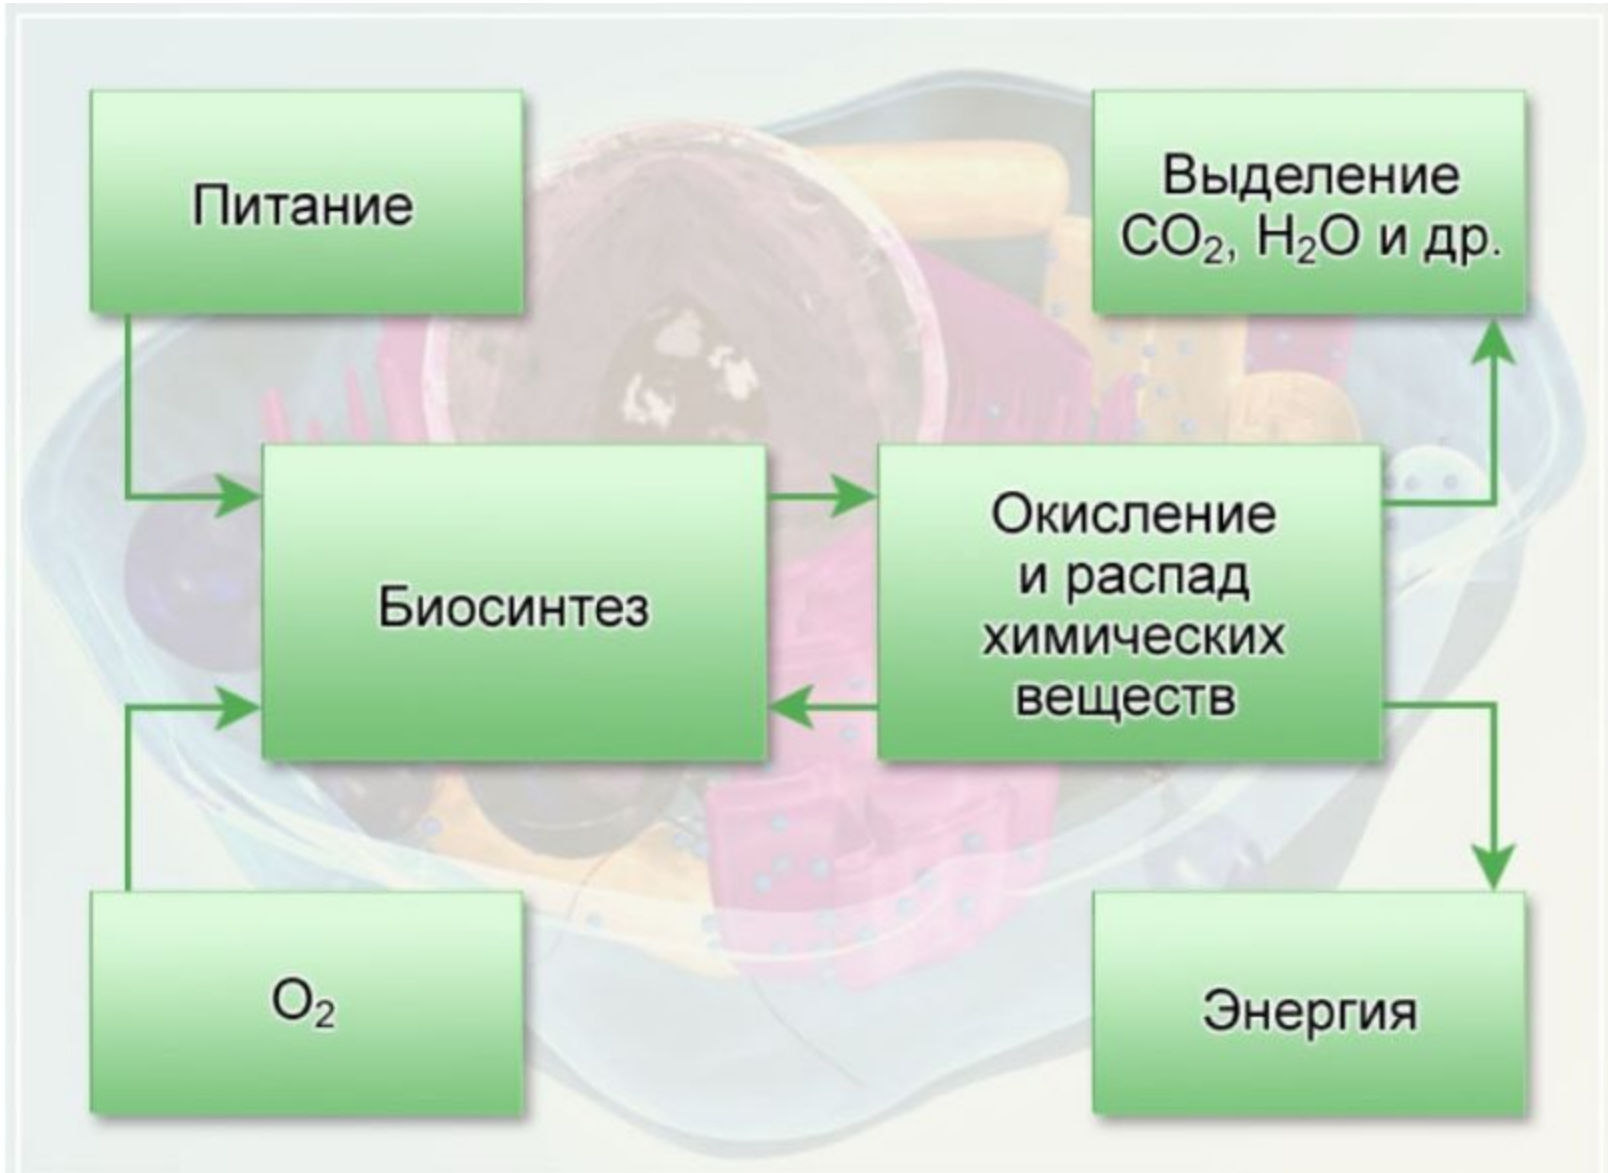 Питание
Выделение
CO₂, H₂O и др.
Биосинтез
Окисление
и распад
химических
веществ
O₂
Энергия